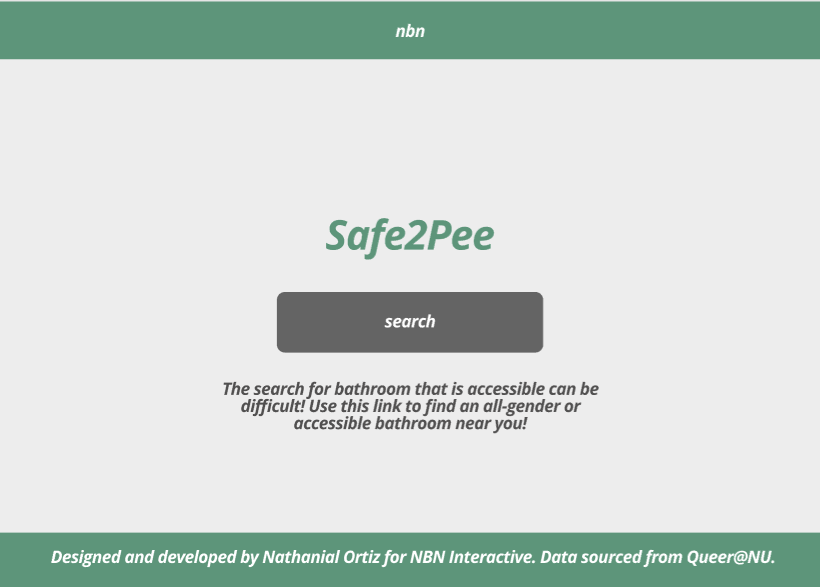 nbn
Safe2Pee
search
The search for bathroom that is accessible can be
difficult! Use this link to find an all-gender or
accessible bathroom near you!
Designed and developed by Nathanial Ortiz for NBN Interactive. Data sourced from Queer@NU.